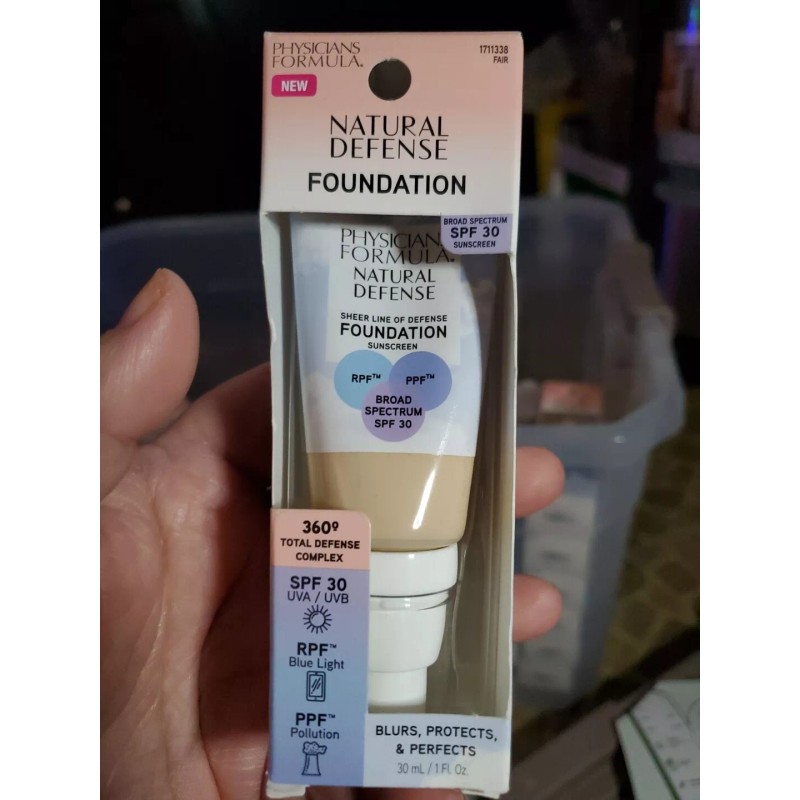 PHYSICIANS
FORMULA®
1711338
FAIR
NEW
NATURAL
DEFENSE
FOUNDATION
BROAD SPECTRUM
SPF 30
SUNSCREEN
PHYSICIAN
FORMULA®
NATURAL
DEFENSE
SHEER LINE OF DEFENSE
FOUNDATION
SUNSCREEN
RPF™ PPF™
BROAD
SPECTRUM
SPF 30
360º
TOTAL DEFENSE
COMPLEX
SPF 30
UVA / UVB
RPF™
Blue Light
PPF™
Pollution
BLURS, PROTECTS,
& PERFECTS
30 mL / 1 Fl. Oz.